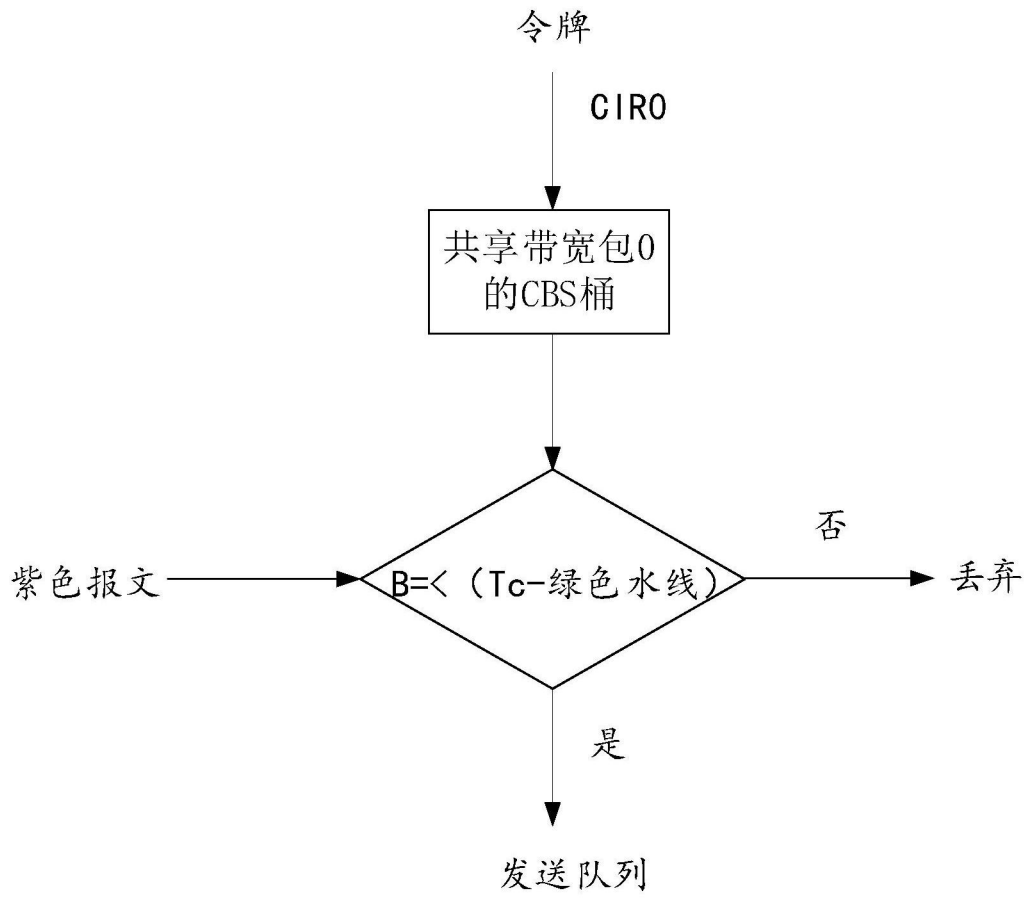 令牌
CIR0
共享带宽包0
的CBS桶
否
紫色报文
B=<（Tc-绿色水线）
丢弃
是
发送队列